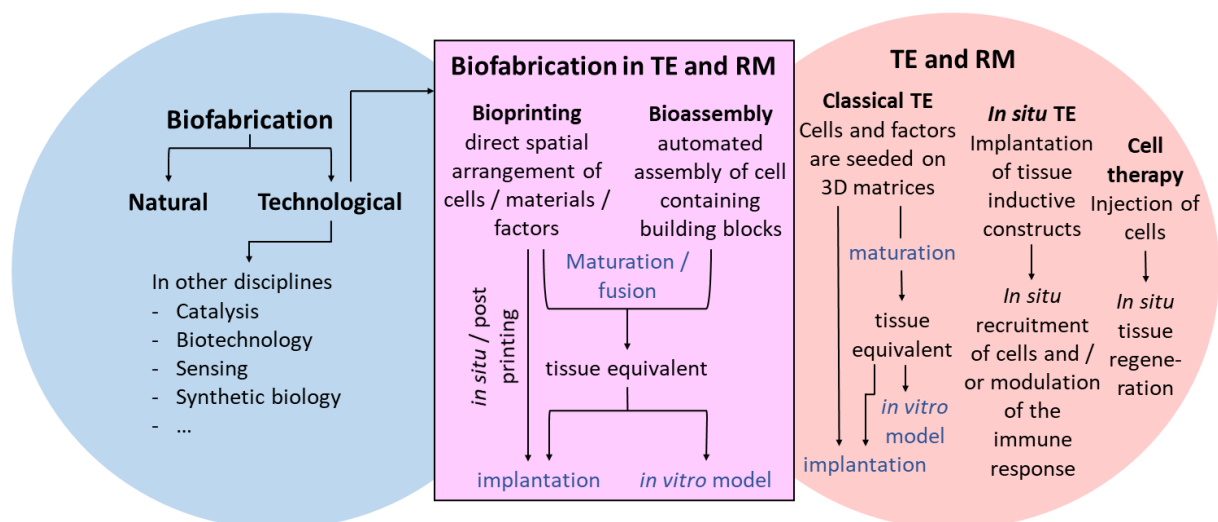 Biofabrication
Natural
Technological
In other disciplines
- Catalysis
- Biotechnology
- Sensing
- Synthetic biology
- ...
Biofabrication in TE and RM
Bioprinting
direct spatial
arrangement of
cells / materials /
factors
Bioassembly
automated
assembly of cell
containing
building blocks
Maturation /
fusion
in situ / post
printing
tissue equivalent
implantation
in vitro model
TE and RM
Classical TE
Cells and factors
are seeded on
3D matrices
maturation
tissue
equivalent
in vitro
model
implantation
In situ TE
Implantation
of tissue
inductive
constructs
In situ
recruitment
of cells and /
or modulation
of the
immune
response
Cell
therapy
Injection of
cells
In situ
tissue
regene-
ration